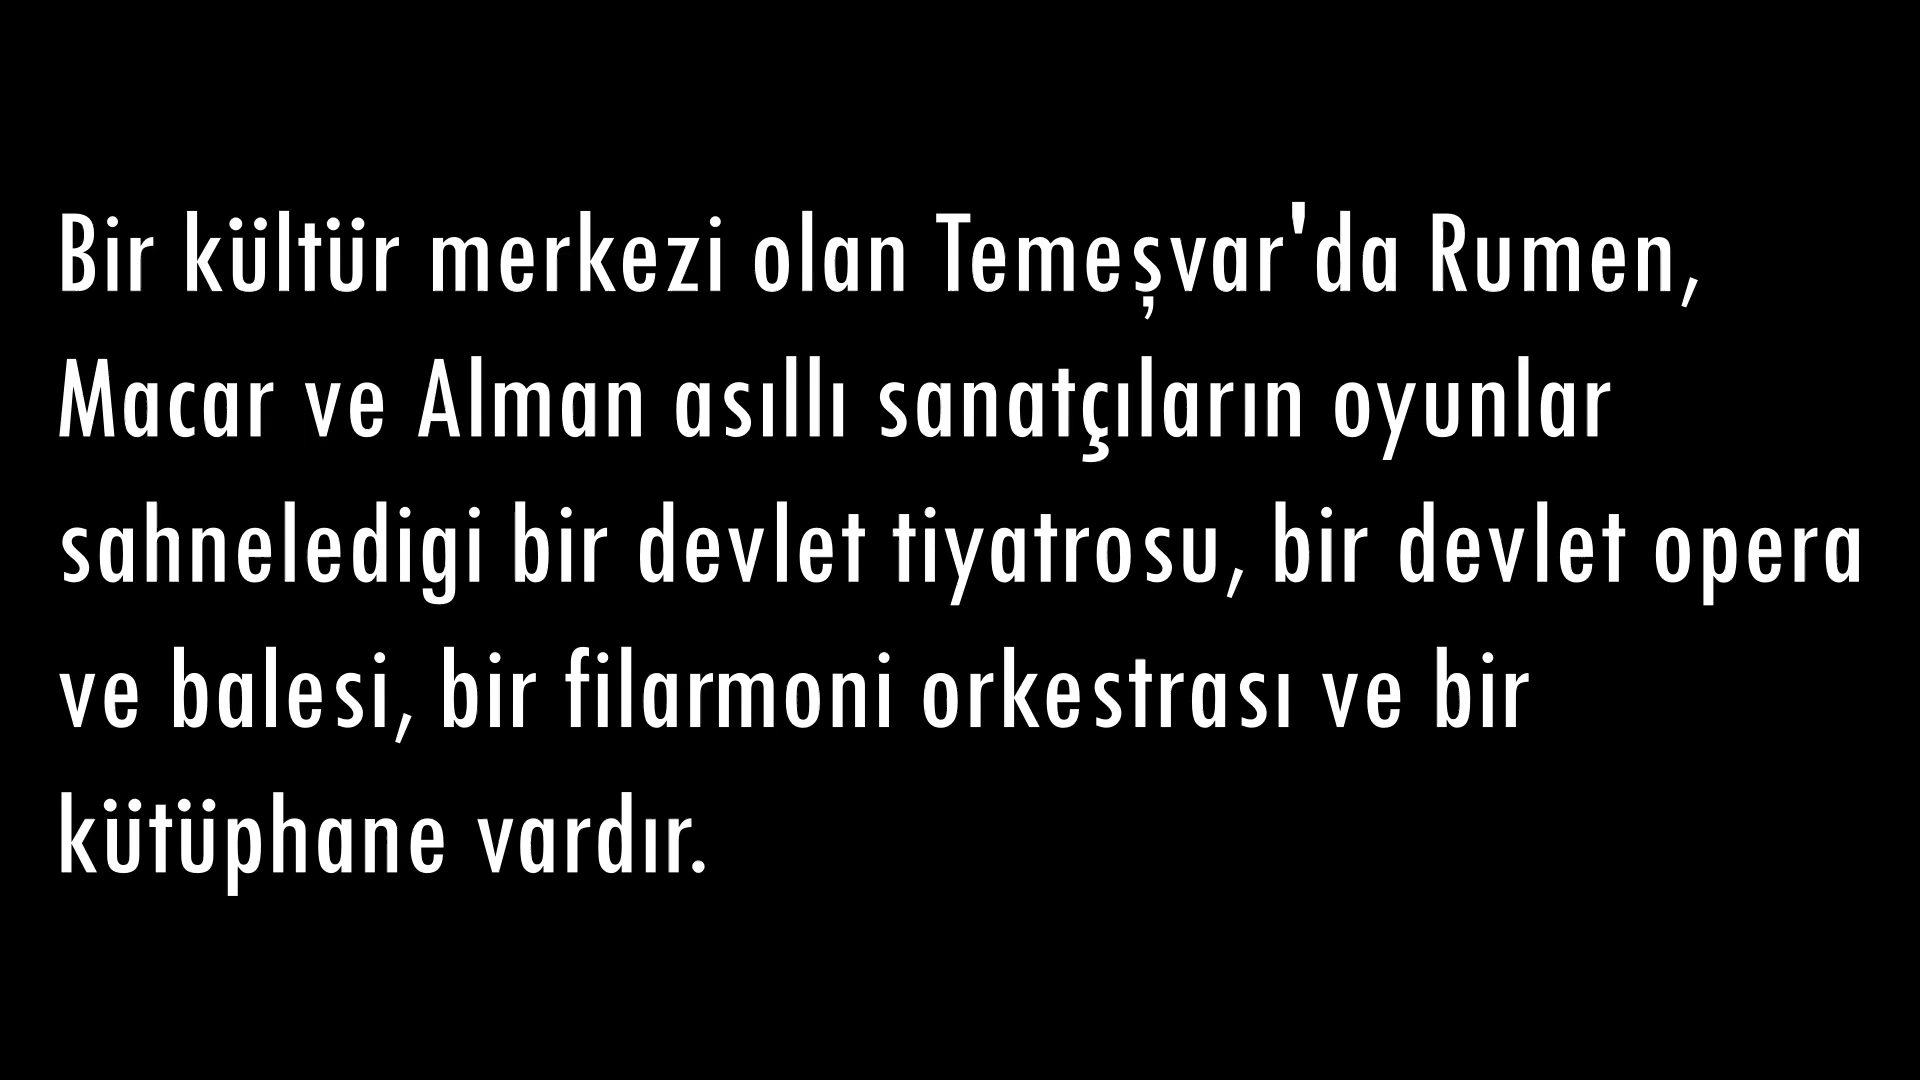 Bir kültür merkezi olan Temeșvar'da Rumen,
Macar ve Alman asıllı sanatçıların oyunlar
sahneledigi bir devlet tiyatrosu, bir devlet opera
ve balesi, bir filarmoni orkestrası ve bir
kütüphane vardır.